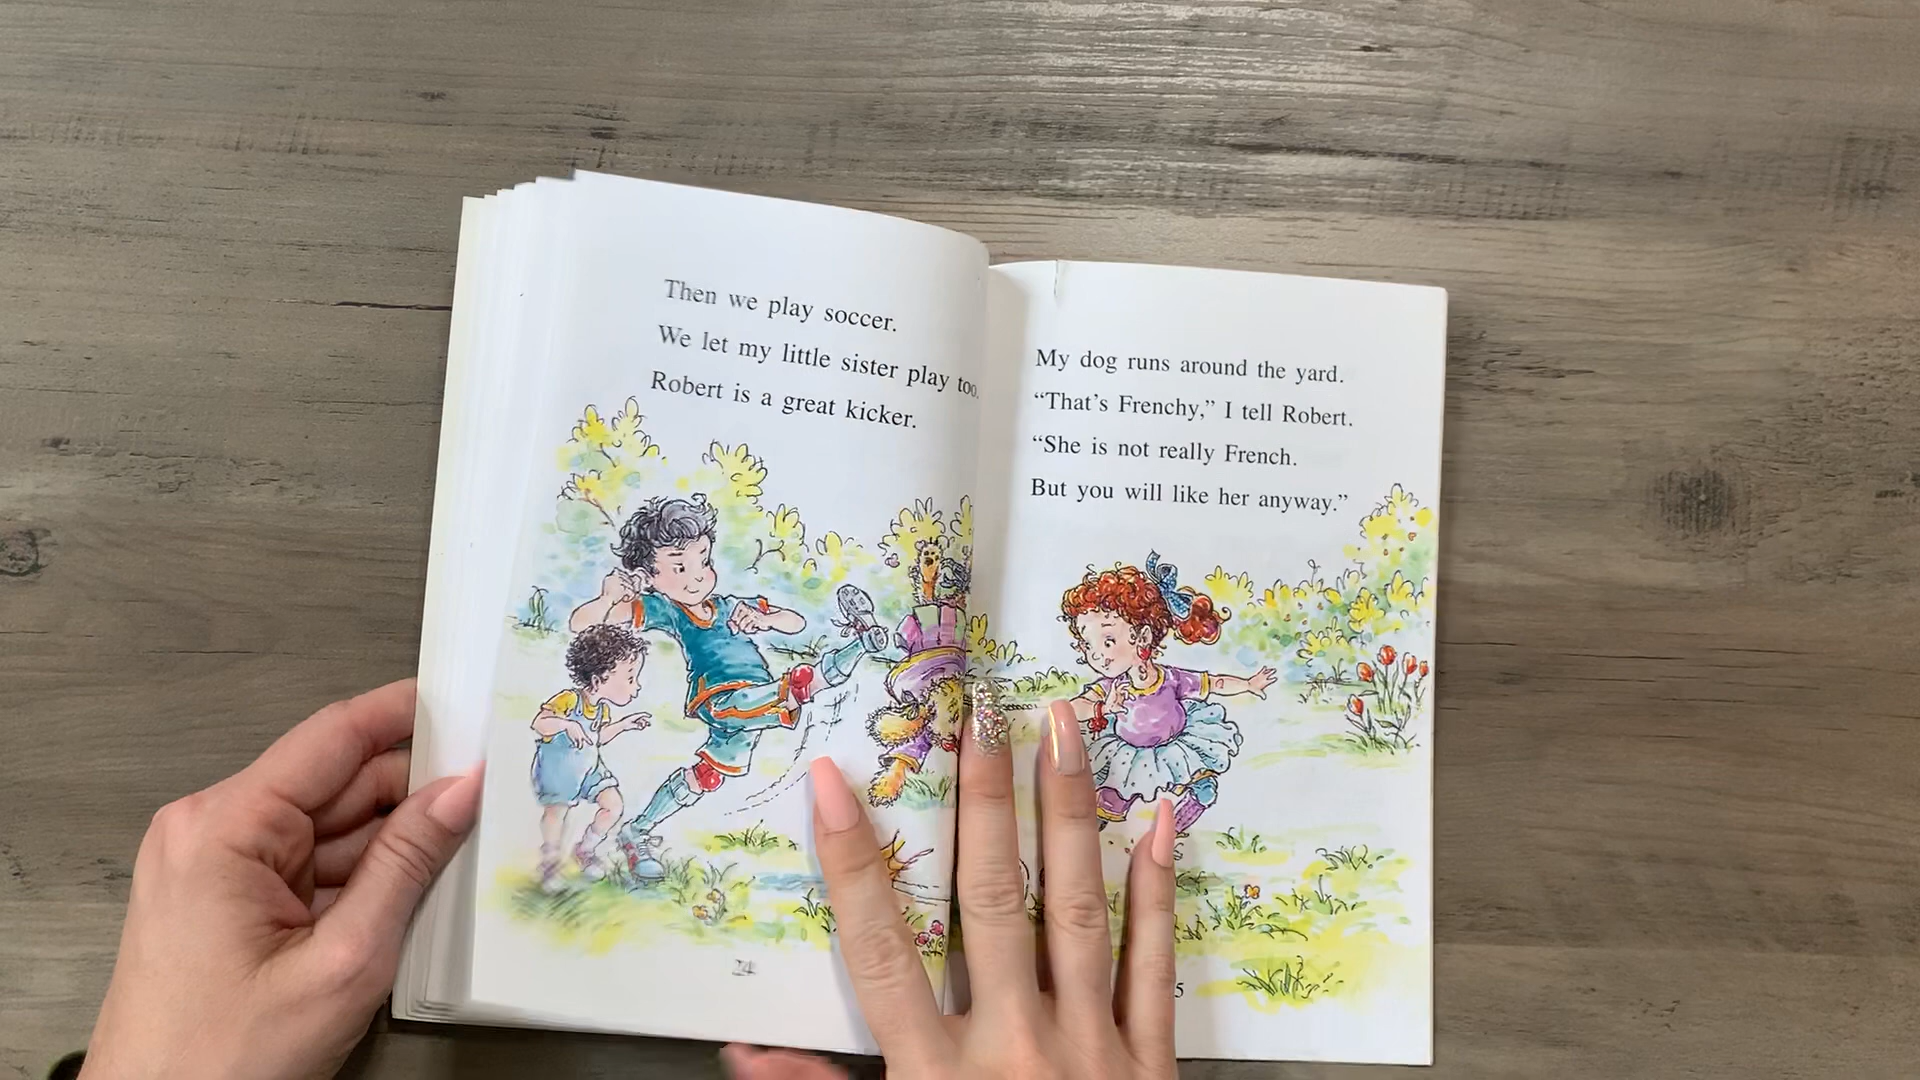 Then we play soccer.
We let my little sister play too.
Robert is a great kicker.
24
My dog runs around the yard.
“That’s Frenchy,” I tell Robert.
“She is not really French.
But you will like her anyway.”
5